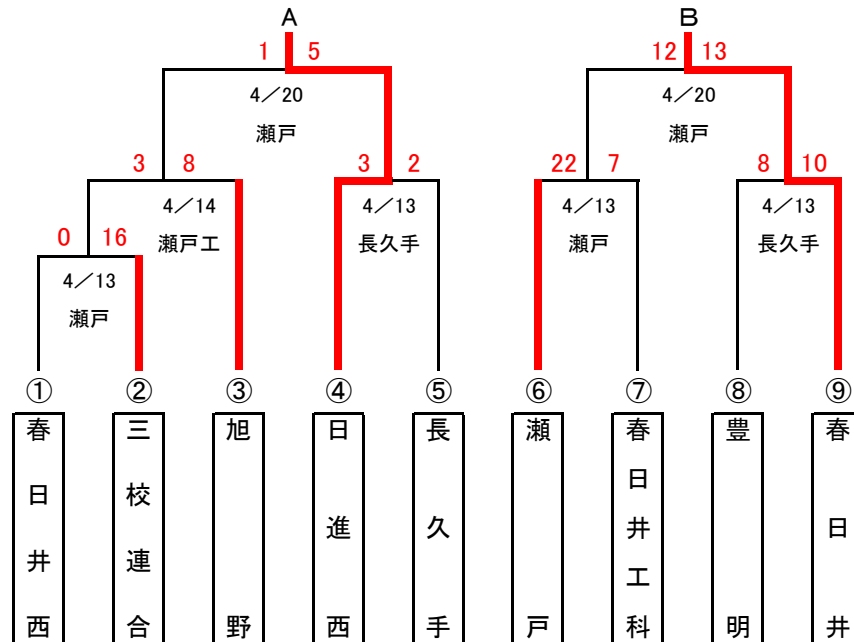 A B
1 5 12 13
4／20 4／20
瀬戸 瀬戸
3 8 3 2 22 7 8 10
4／14 4／13 4／13 4／13
瀬戸工 長久手 瀬戸 長久手
0 16
4／13
瀬戸
① ② ③ ④ ⑤ ⑥ ⑦ ⑧ ⑨
春日井西
三校連合
旭野
日進西
長久手
瀬戸
春日井工科
豊明
春日井